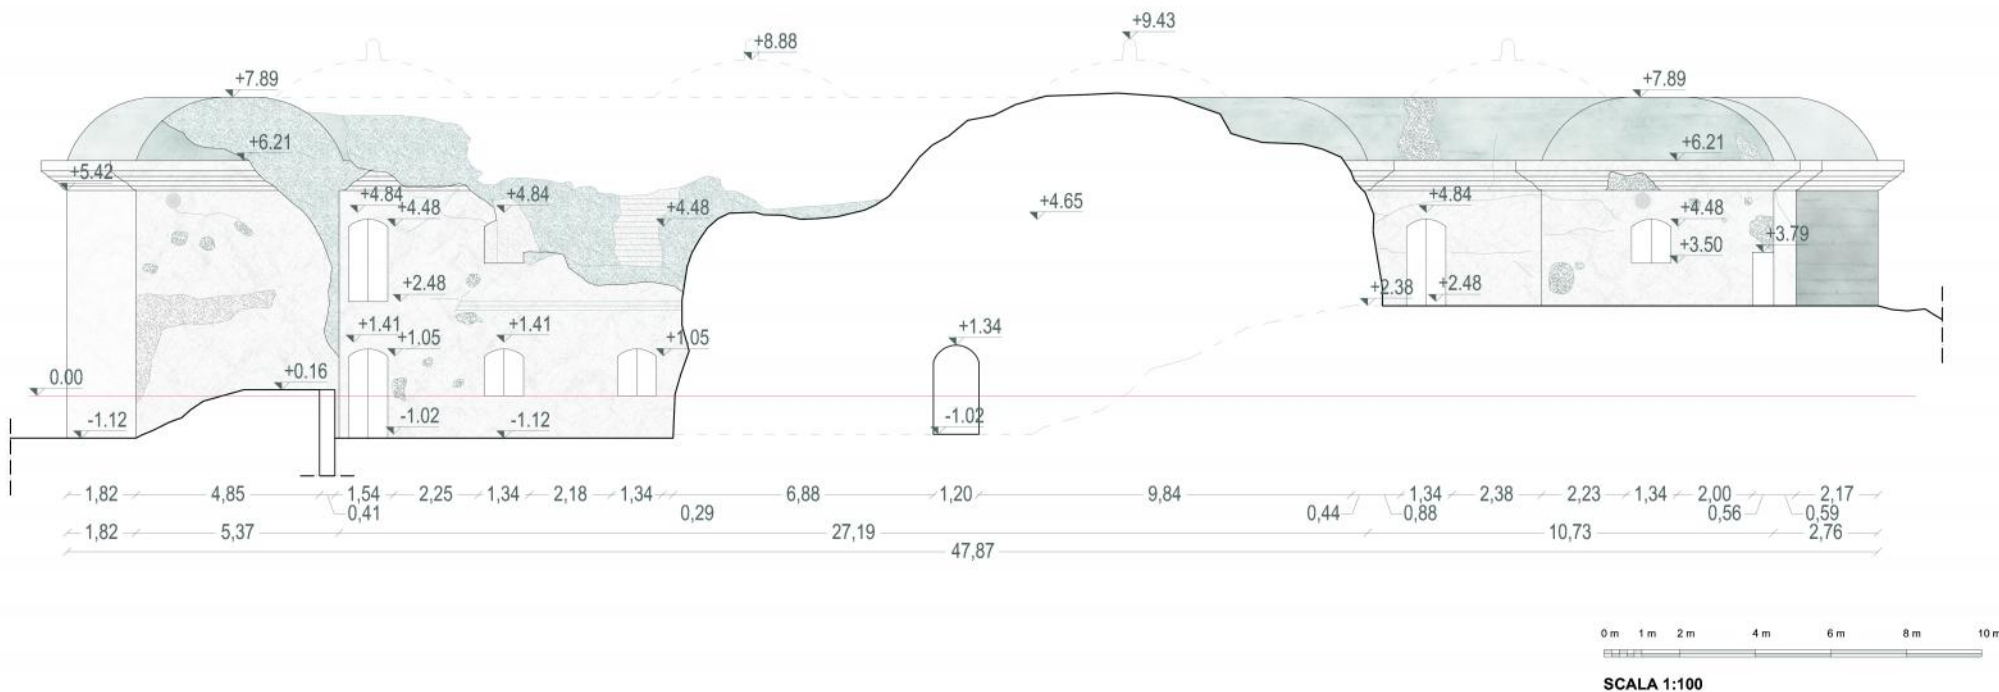 +9.43
+8.88
+7.89 +7.89
+6.21 +6.21
+5.42
+4.84 +4.84 +4.65 +4.84
+4.48 +4.48 +4.48
+3.79
+3.50
+2.48 +2.38 +2.48
+1.41 +1.41 +1.34
+1.05 +1.05
0.00 +0.16
-1.12 -1.02 -1.12 -1.02
1,82 4,85 1,54 2,25 1,34 2,18 1,34 6,88 1,20 9,84 1,34 2,38 2,23 1,34 2,00 2,17
0,41 0,29 0,44 0,88 0,56 0,59
1,82 5,37 27,19 10,73 2,76
47,87
0 m 1 m 2 m 4 m 6 m 8 m 10 m
SCALA 1:100